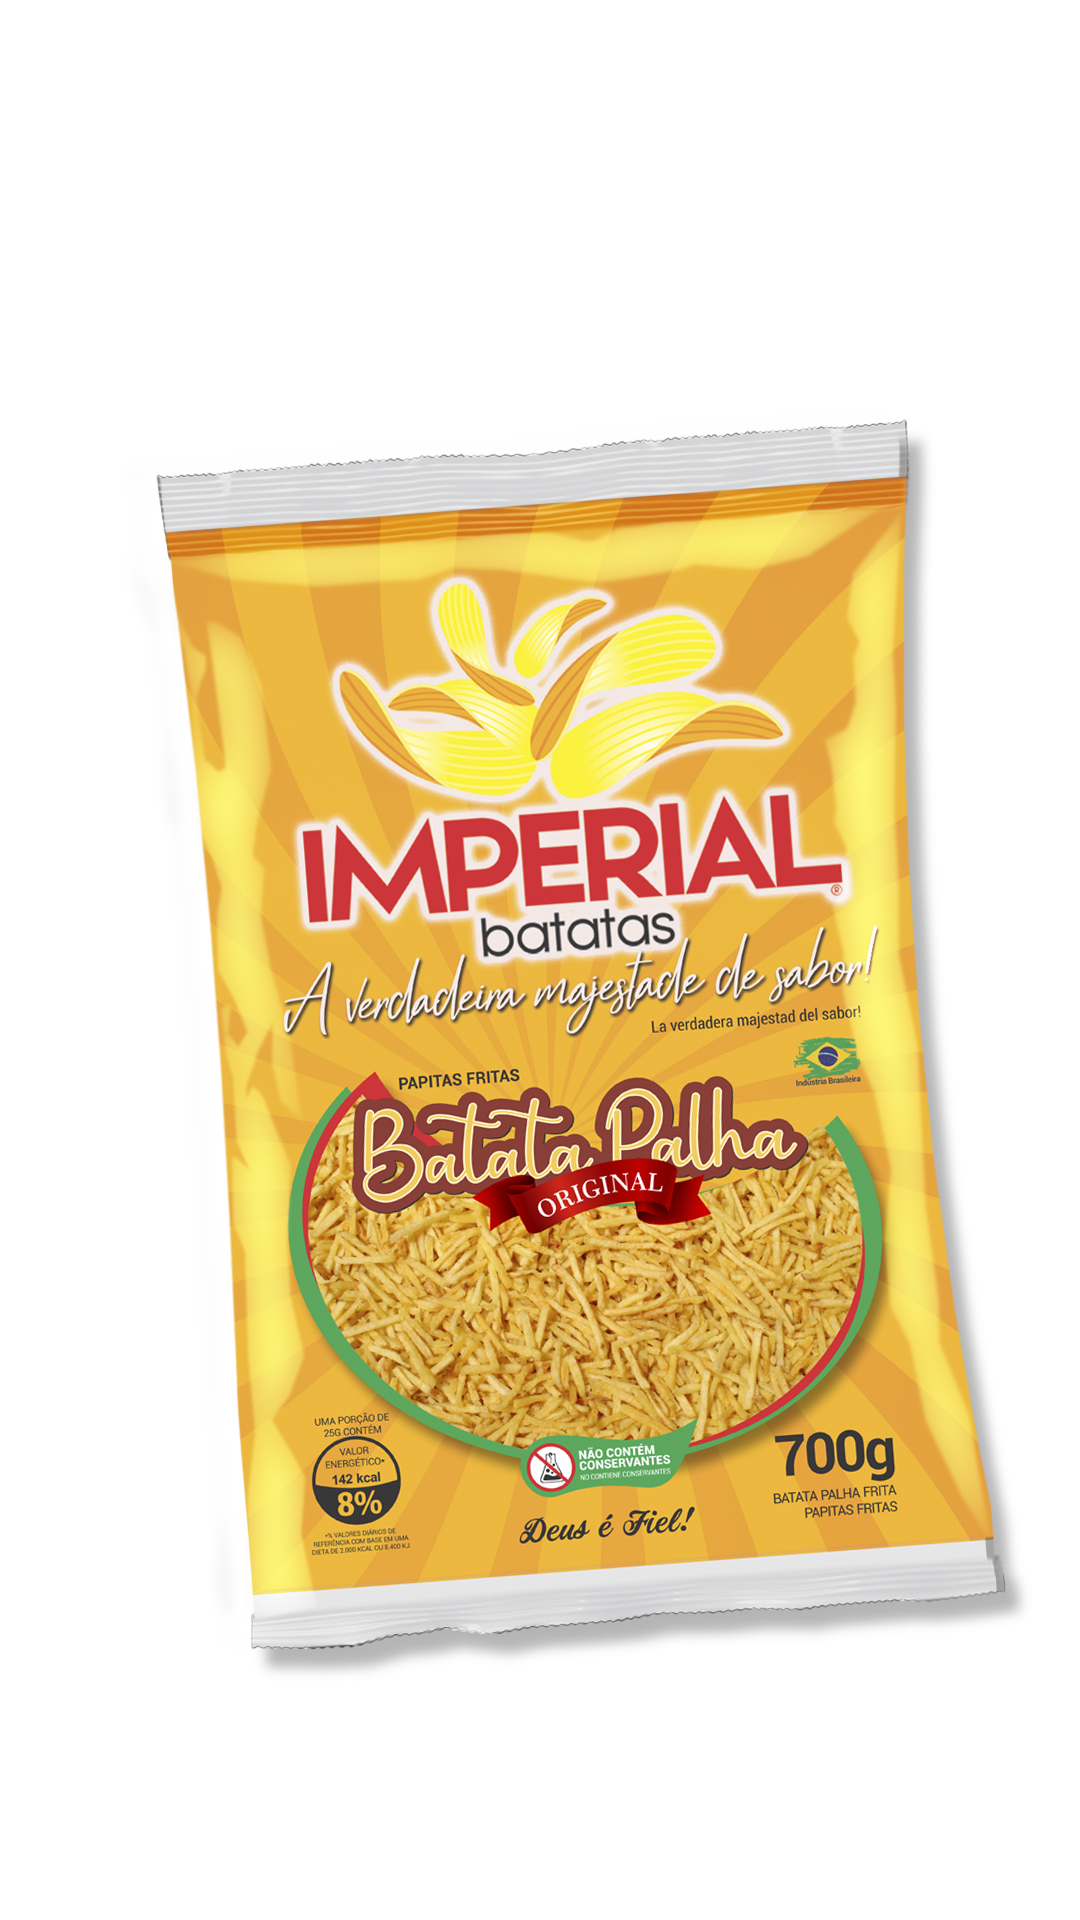 IMPERIAL
®
batatas
A verdadeira majestade de sabor!
La verdadera majestad del sabor!
Indústria Brasileira
PAPITAS FRITAS
Batata Palha
ORIGINAL
UMA PORÇÃO DE
25G CONTÉM
VALOR
ENERGÉTICO*
142 kcal
8%
*% VALORES DIÁRIOS DE
REFERÊNCIA COM BASE EM UMA
DIETA DE 2.000 KCAL OU 8.400 KJ.
NÃO CONTÉM
CONSERVANTES
NO CONTIENE CONSERVANTES
Deus é Fiel!
700g
BATATA PALHA FRITA
PAPITAS FRITAS